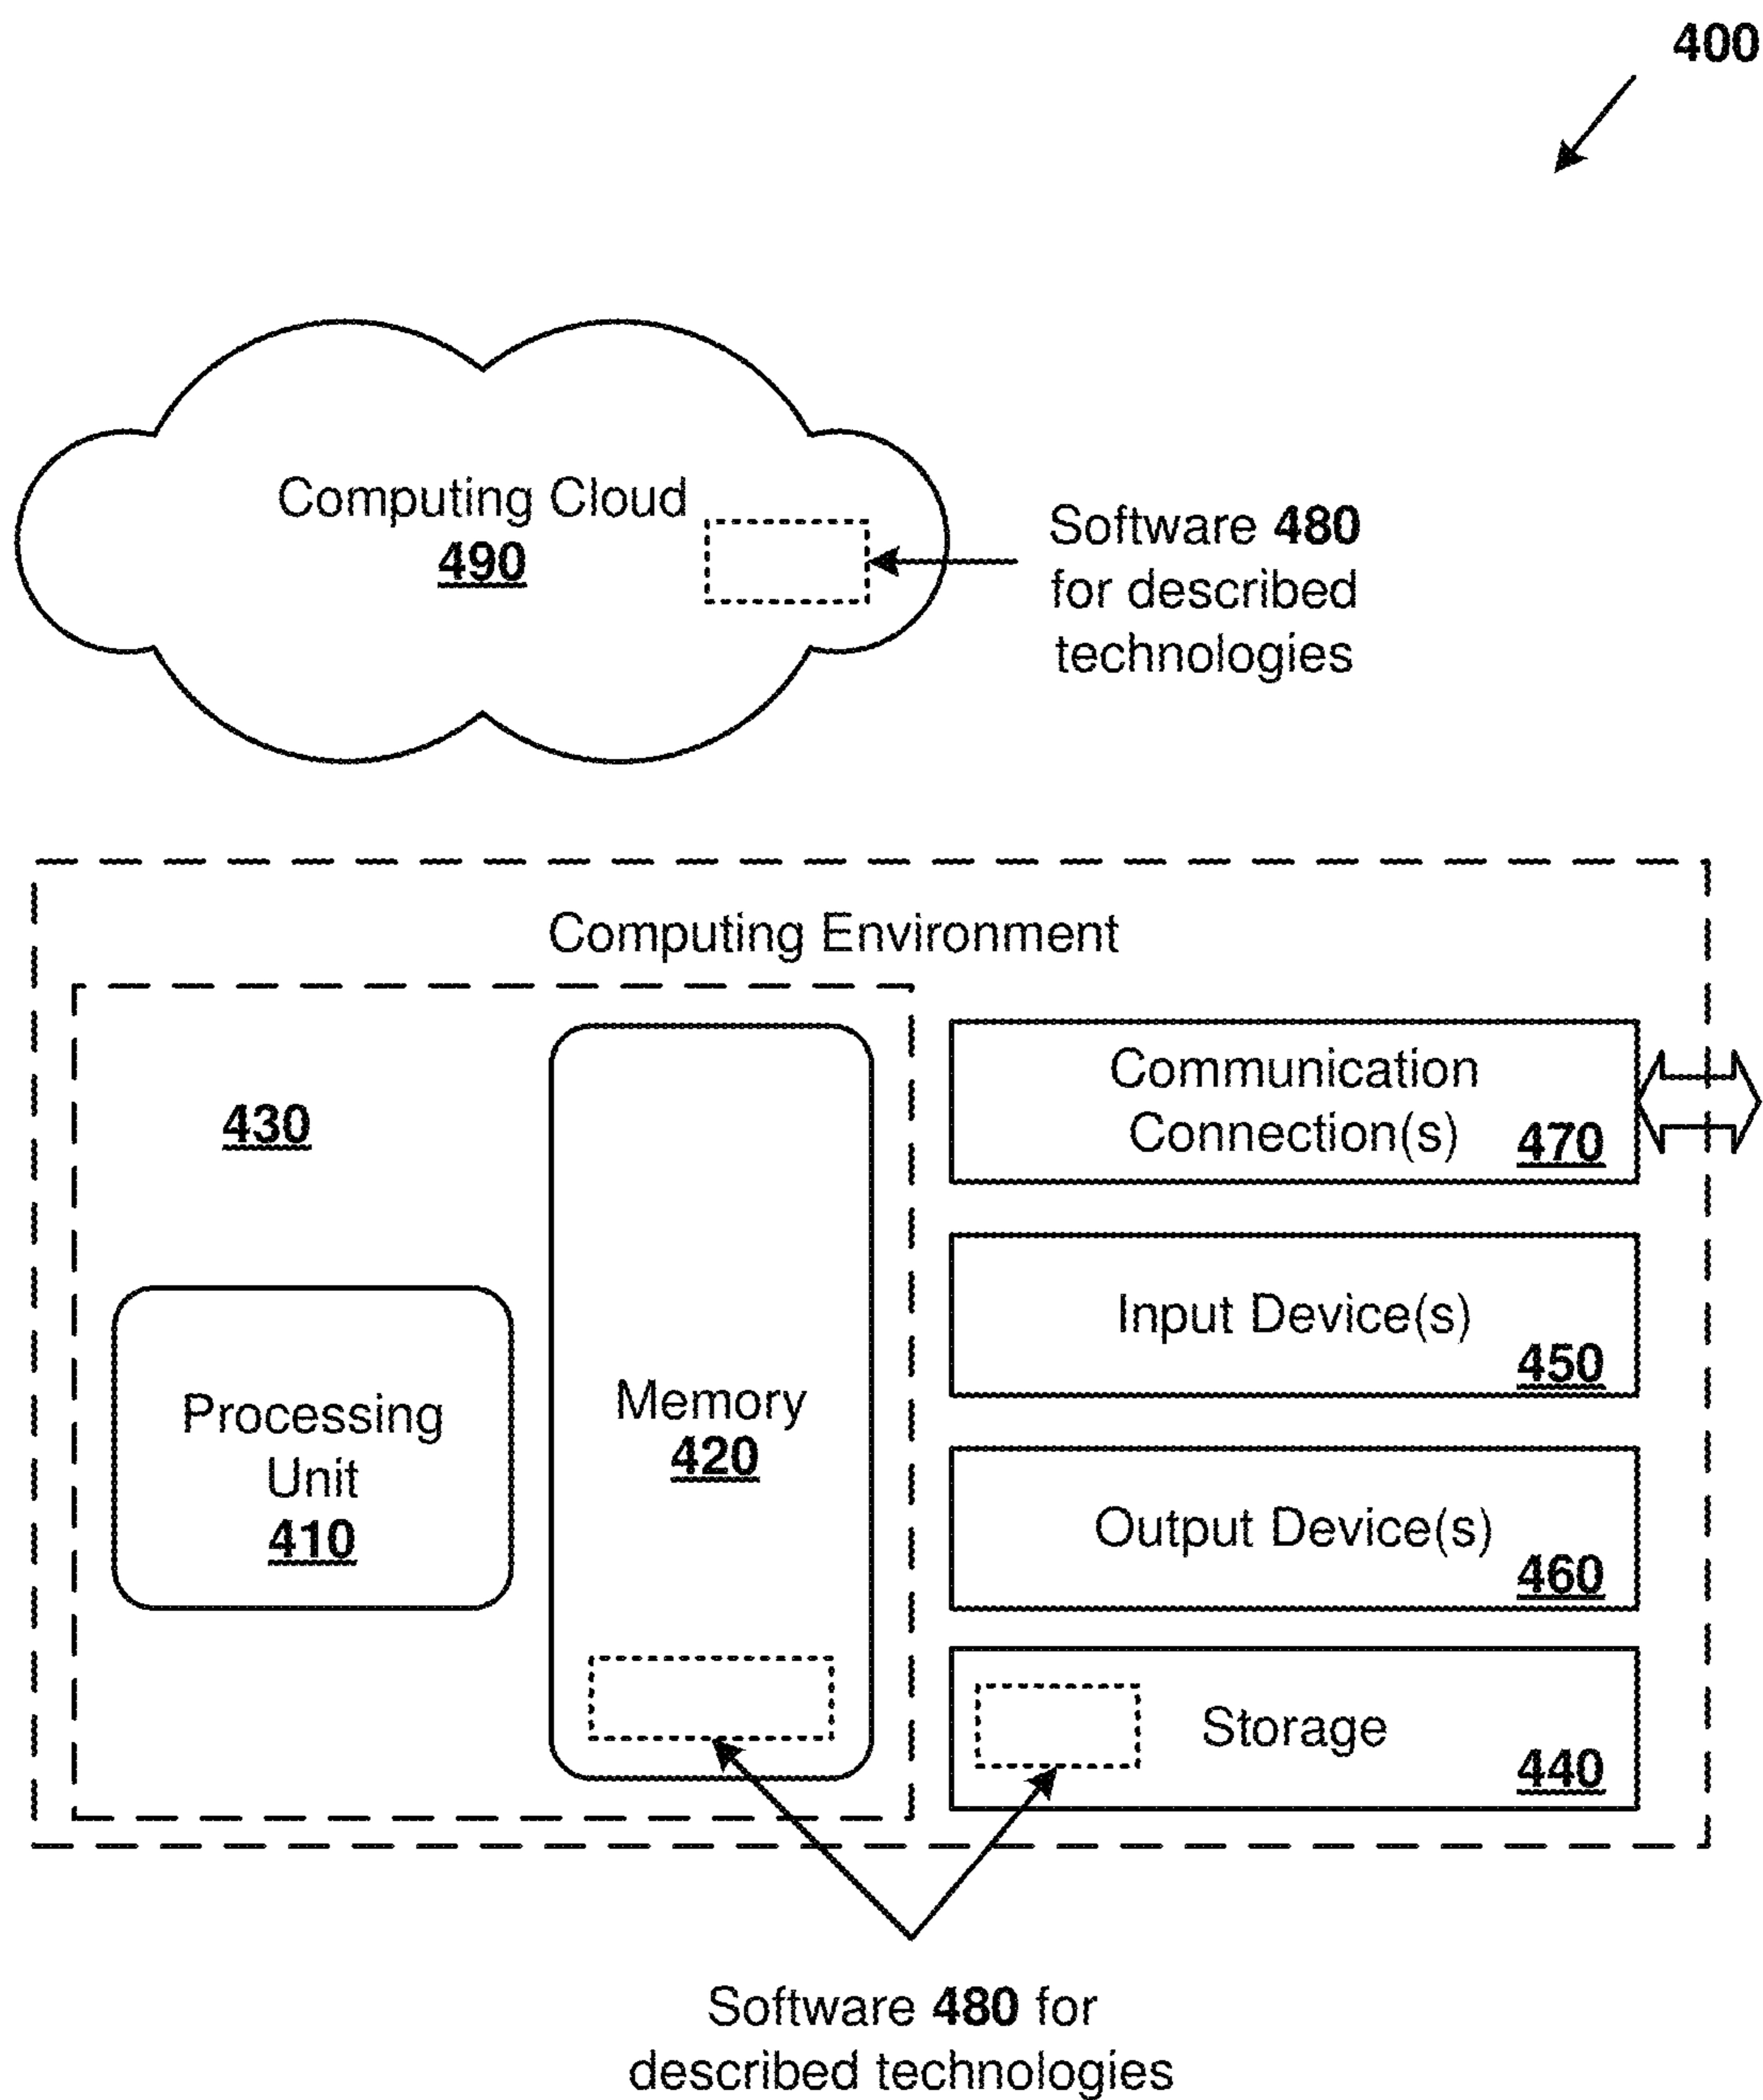 400
Computing Cloud
490
Software 480
for described
technologies
Computing Environment
430
Processing
Unit
410
Memory
420
Communication
Connection(s)
470
Input Device(s)
450
Output Device(s)
460
Storage
440
Software 480 for
described technologies